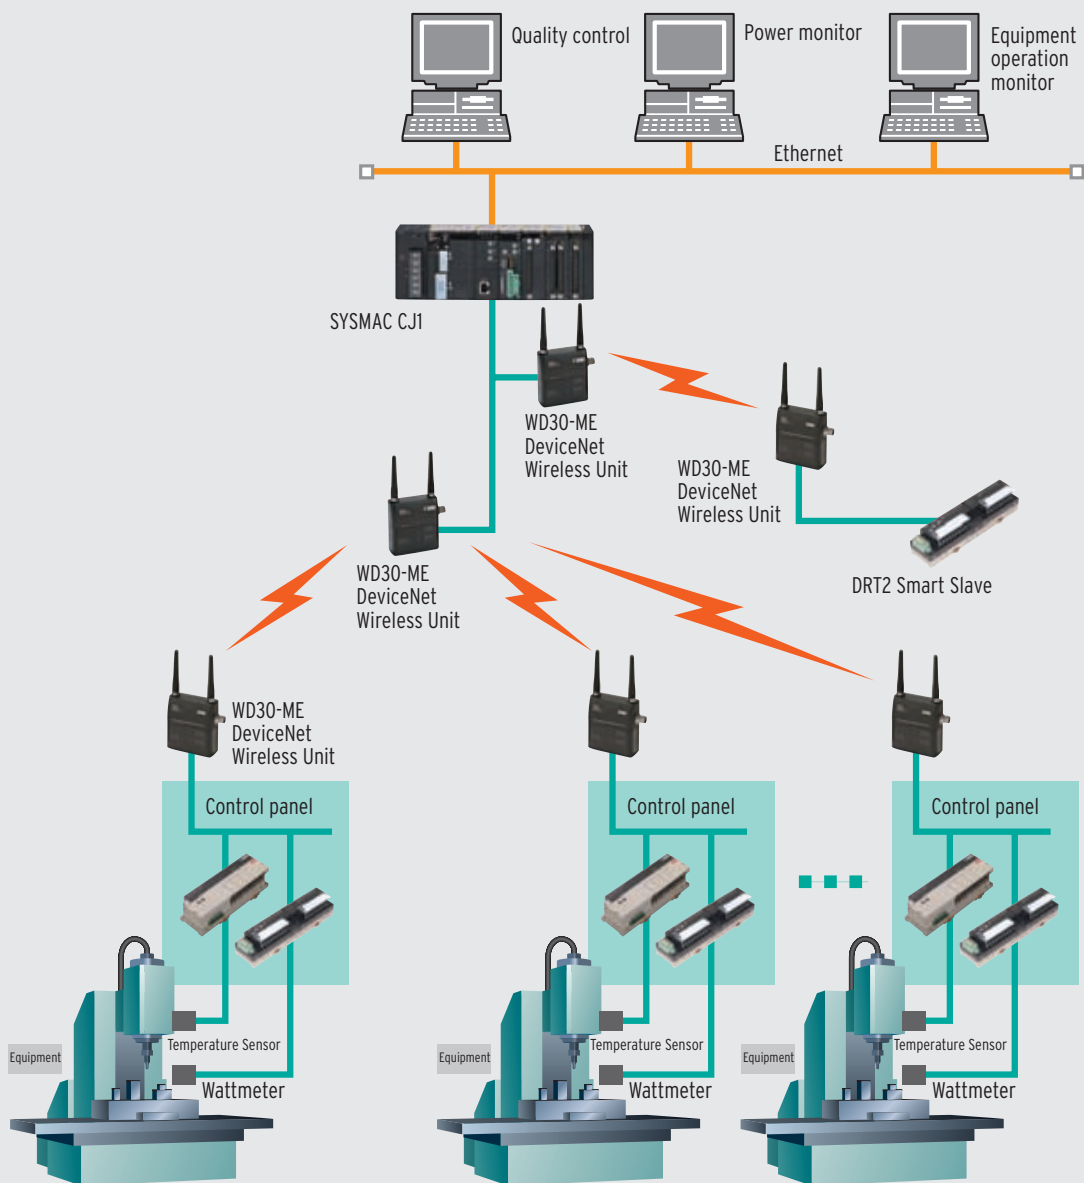 Quality control
Power monitor
Equipment
operation
monitor
Ethernet
SYSMAC CJ1
WD30-ME
DeviceNet
Wireless Unit
WD30-ME
DeviceNet
Wireless Unit
DRT2 Smart Slave
WD30-ME
DeviceNet
Wireless Unit
WD30-ME
DeviceNet
Wireless Unit
Control panel
Control panel
Control panel
Equipment
Temperature Sensor
Wattmeter
Equipment
Temperature Sensor
Wattmeter
Equipment
Temperature Sensor
Wattmeter